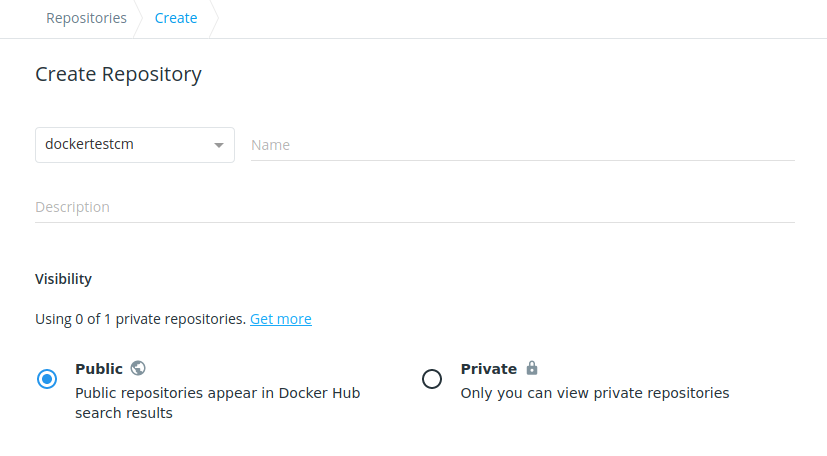 Repositories Create
Create Repository
dockertestcm Name
Description
Visibility
Using 0 of 1 private repositories. Get more
Public Private
Public repositories appear in Docker Hub Only you can view private repositories
search results